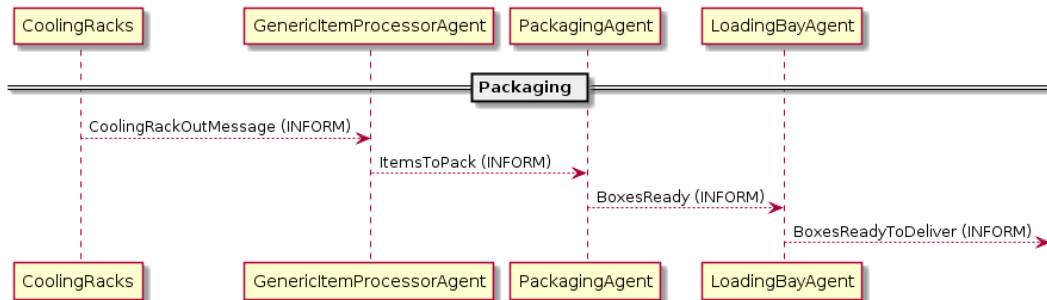 CoolingRacks GenericItemProcessorAgent PackagingAgent LoadingBayAgent
Packaging
CoolingRackOutMessage (INFORM)
ItemsToPack (INFORM)
BoxesReady (INFORM)
BoxesReadyToDeliver (INFORM)
CoolingRacks GenericItemProcessorAgent PackagingAgent LoadingBayAgent